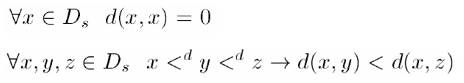 ∀x ∈ D_s d(x, x) = 0
∀x, y, z ∈ D_s x <^d y <^d z → d(x, y) < d(x, z)